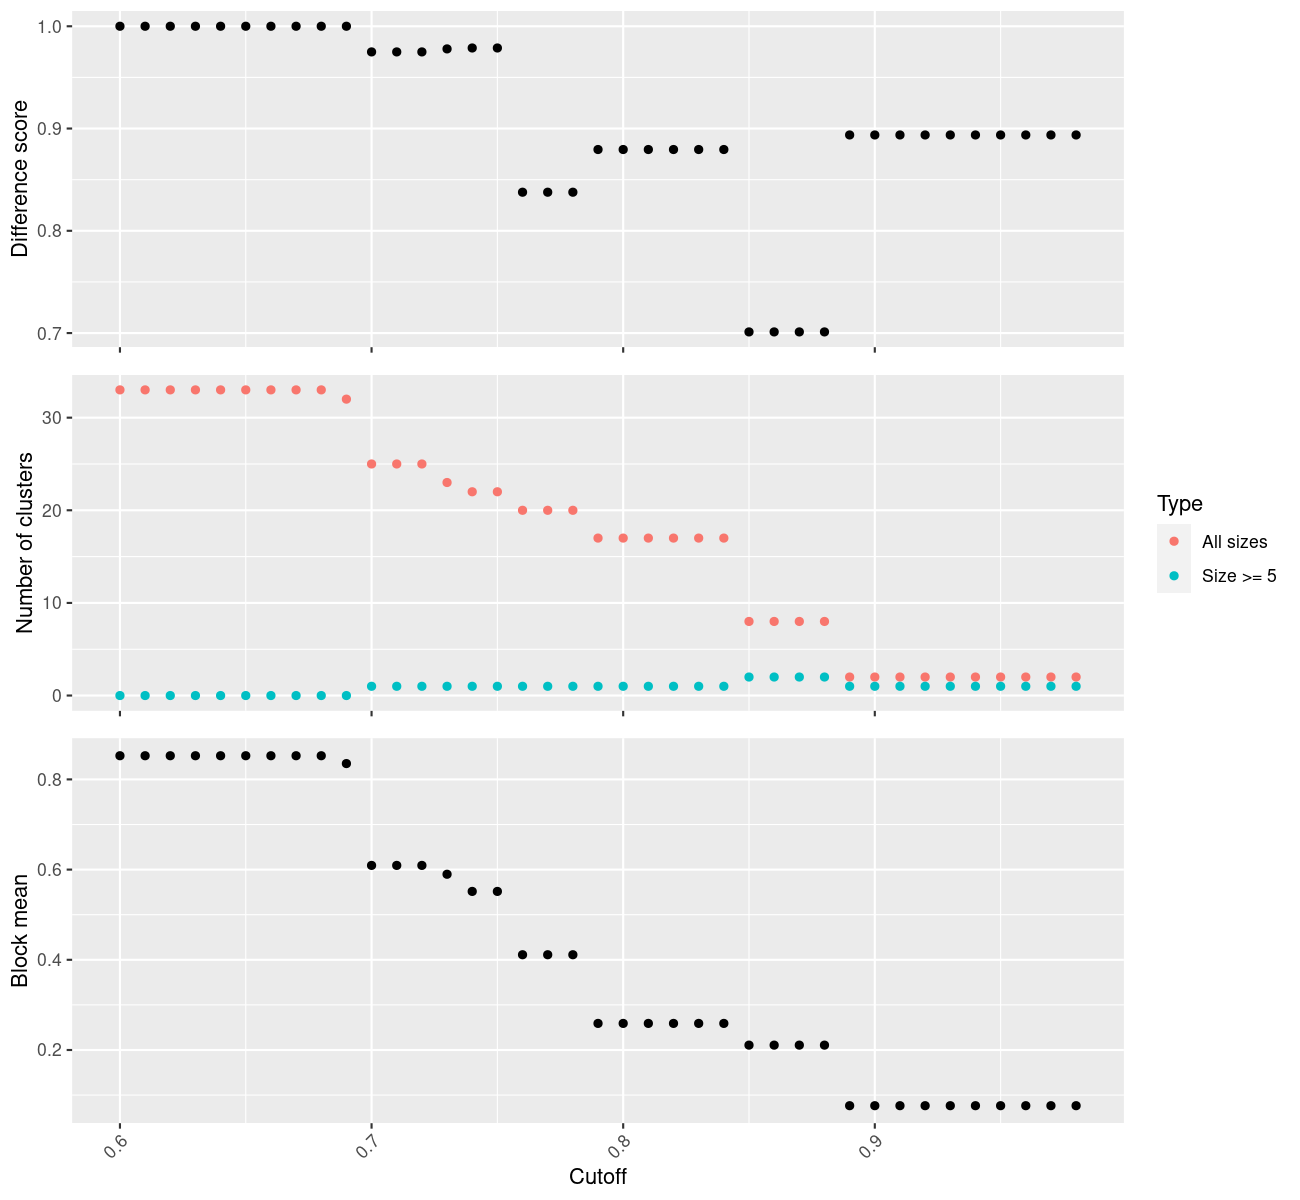 Difference score
1.0
0.9
0.8
0.7
Number of clusters
30
20
10
0
Type
All sizes
Size >= 5
Block mean
0.8
0.6
0.4
0.2
0.6
0.7
0.8
0.9
Cutoff